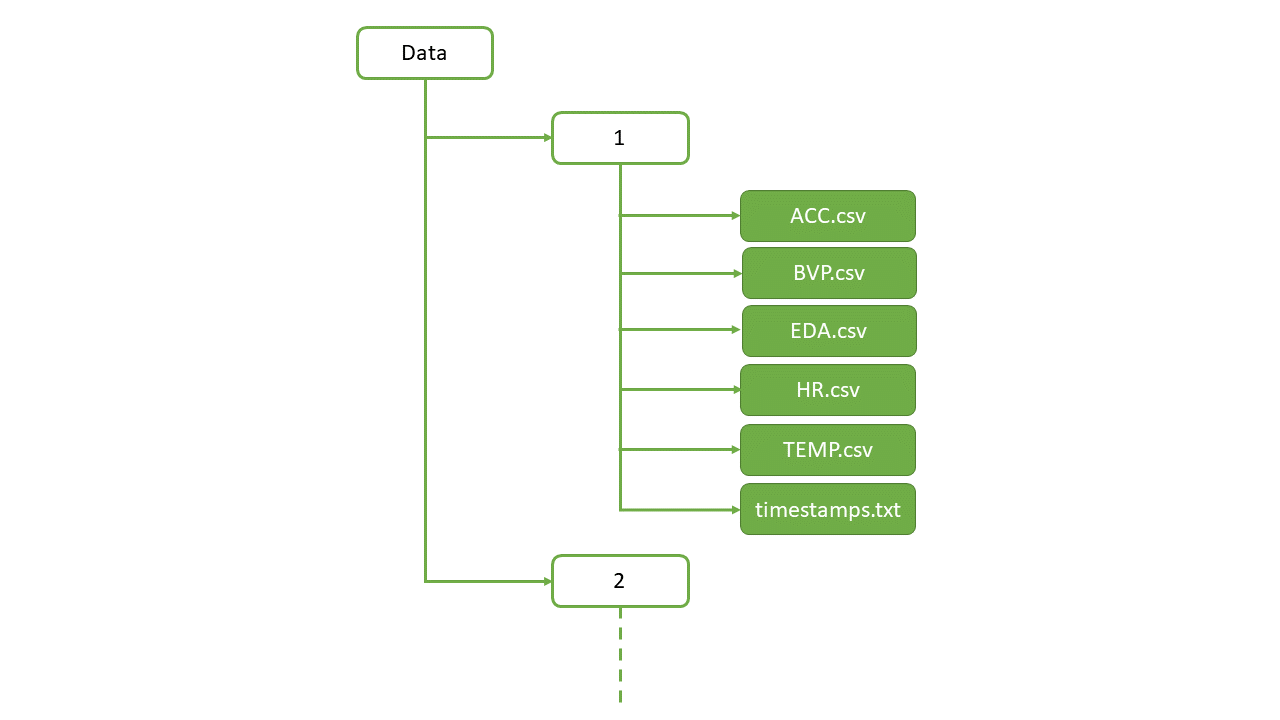 Data
1
ACC.csv
BVP.csv
EDA.csv
HR.csv
TEMP.csv
timestamps.txt
2